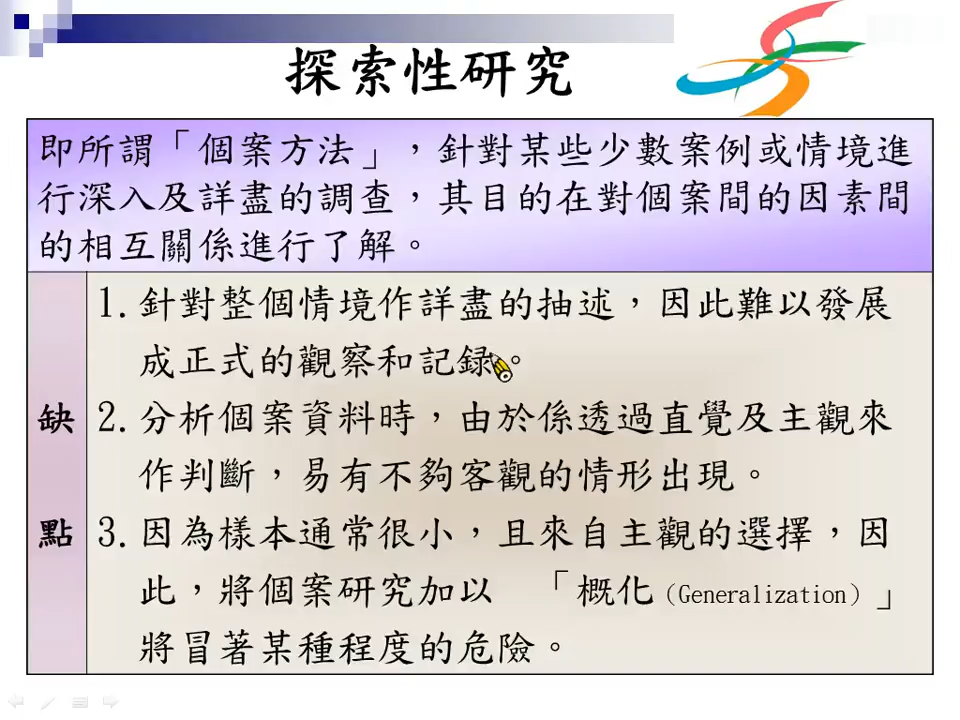 探索性研究
即所謂「個案方法」，針對某些少數案例或情境進
行深入及詳盡的調查，其目的在對個案間的因素間
的相互關係進行了解。
缺點
1. 針對整個情境作詳盡的抽述，因此難以發展
成正式的觀察和記錄。
2. 分析個案資料時，由於係透過直覺及主觀來
作判斷，易有不夠客觀的情形出現。
3. 因為樣本通常很小，且來自主觀的選擇，因
此，將個案研究加以 「概化（Generalization）」
將冒著某種程度的危險。